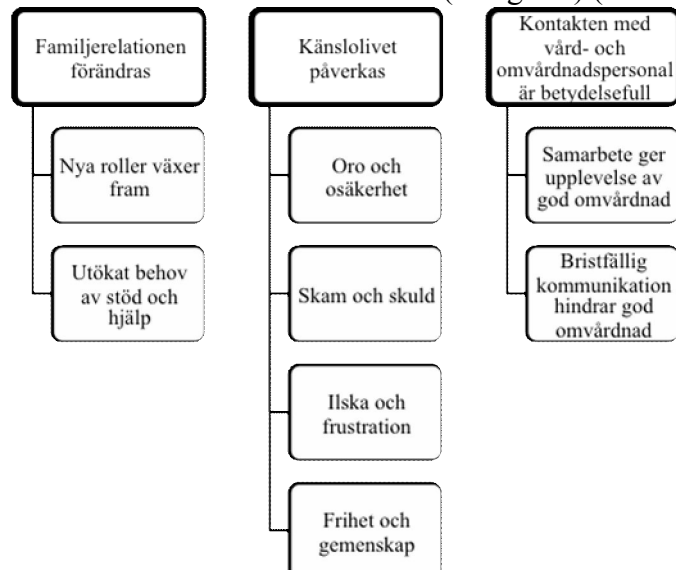 Familjerelationen
förändras
Nya roller växer
fram
Utökat behov
av stöd och
hjälp
Känslolivet
påverkas
Oro och
osäkerhet
Skam och skuld
Ilska och
frustration
Frihet och
gemenskap
Kontakten med
vård- och
omvårdnadspersonal
är betydelsefull
Samarbete ger
upplevelse av
god omvårdnad
Bristfällig
kommunikation
hindrar god
omvårdnad